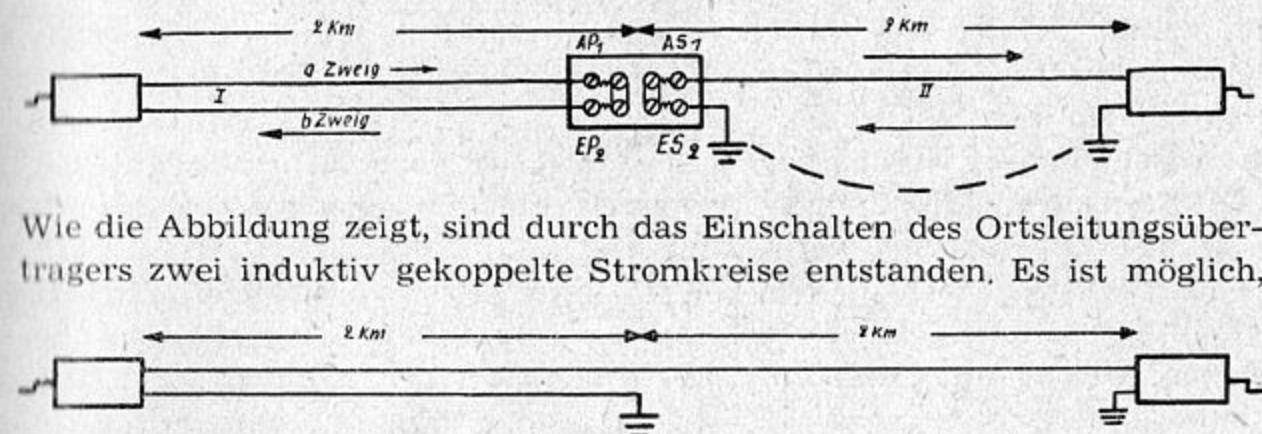 2 Km 2 Km
AP1 AS1
a Zweig
I II
b Zweig
EP2 ES2
Wie die Abbildung zeigt, sind durch das Einschalten des Ortsleitungsüber-
tragers zwei induktiv gekoppelte Stromkreise entstanden. Es ist möglich,
2 Km 2 Km